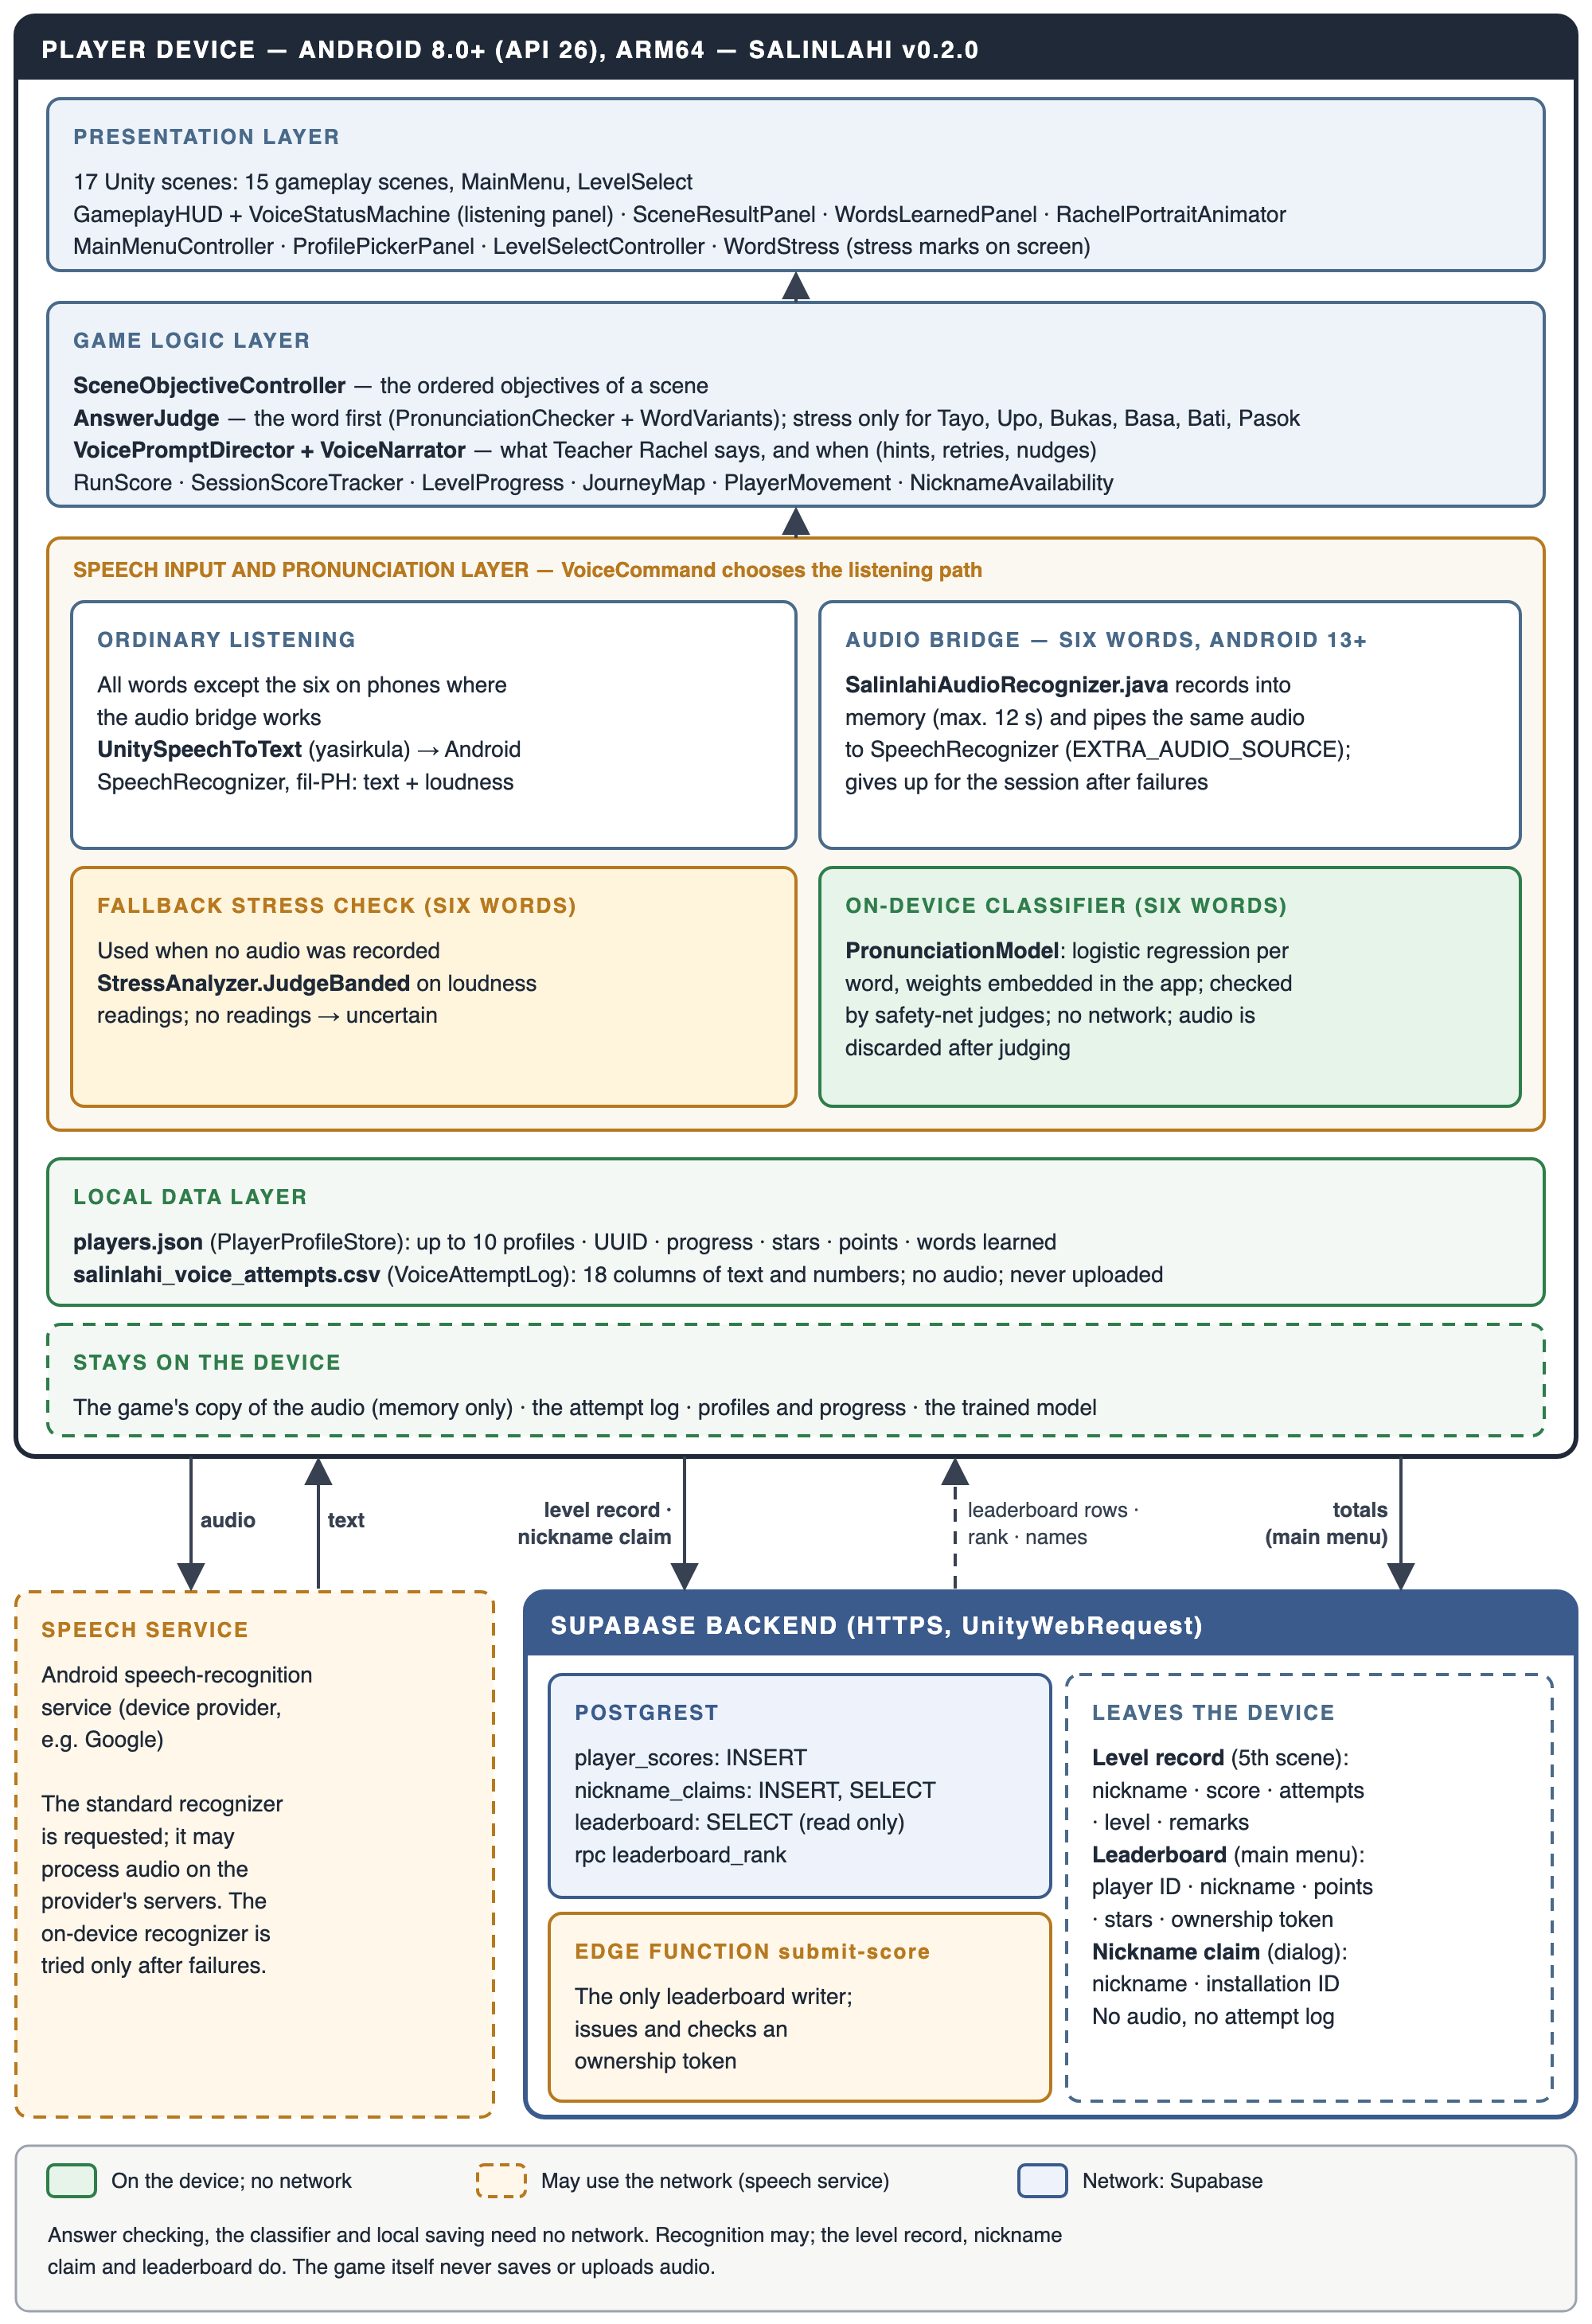 PLAYER DEVICE — ANDROID 8.0+ (API 26), ARM64 — SALINLAHI v0.2.0
PRESENTATION LAYER
17 Unity scenes: 15 gameplay scenes, MainMenu, LevelSelect
GameplayHUD + VoiceStatusMachine (listening panel) · SceneResultPanel · WordsLearnedPanel · RachelPortraitAnimator
MainMenuController · ProfilePickerPanel · LevelSelectController · WordStress (stress marks on screen)
GAME LOGIC LAYER
SceneObjectiveController — the ordered objectives of a scene
AnswerJudge — the word first (PronunciationChecker + WordVariants); stress only for Tayo, Upo, Bukas, Basa, Bati, Pasok
VoicePromptDirector + VoiceNarrator — what Teacher Rachel says, and when (hints, retries, nudges)
RunScore · SessionScoreTracker · LevelProgress · JourneyMap · PlayerMovement · NicknameAvailability
SPEECH INPUT AND PRONUNCIATION LAYER — VoiceCommand chooses the listening path
ORDINARY LISTENING
All words except the six on phones where
the audio bridge works
UnitySpeechToText (yasirkula) → Android
SpeechRecognizer, fil-PH: text + loudness
AUDIO BRIDGE — SIX WORDS, ANDROID 13+
SalinlahiAudioRecognizer.java records into
memory (max. 12 s) and pipes the same audio
to SpeechRecognizer (EXTRA_AUDIO_SOURCE);
gives up for the session after failures
FALLBACK STRESS CHECK (SIX WORDS)
Used when no audio was recorded
StressAnalyzer.JudgeBanded on loudness
readings; no readings → uncertain
ON-DEVICE CLASSIFIER (SIX WORDS)
PronunciationModel: logistic regression per
word, weights embedded in the app; checked
by safety-net judges; no network; audio is
discarded after judging
LOCAL DATA LAYER
players.json (PlayerProfileStore): up to 10 profiles · UUID · progress · stars · points · words learned
salinlahi_voice_attempts.csv (VoiceAttemptLog): 18 columns of text and numbers; no audio; never uploaded
STAYS ON THE DEVICE
The game's copy of the audio (memory only) · the attempt log · profiles and progress · the trained model
audio
text
level record ·
nickname claim
leaderboard rows ·
rank · names
totals
(main menu)
SPEECH SERVICE
Android speech-recognition
service (device provider,
e.g. Google)
The standard recognizer
is requested; it may
process audio on the
provider's servers. The
on-device recognizer is
tried only after failures.
SUPABASE BACKEND (HTTPS, UnityWebRequest)
POSTGREST
player_scores: INSERT
nickname_claims: INSERT, SELECT
leaderboard: SELECT (read only)
rpc leaderboard_rank
EDGE FUNCTION submit-score
The only leaderboard writer;
issues and checks an
ownership token
LEAVES THE DEVICE
Level record (5th scene):
nickname · score · attempts
· level · remarks
Leaderboard (main menu):
player ID · nickname · points
· stars · ownership token
Nickname claim (dialog):
nickname · installation ID
No audio, no attempt log
On the device; no network
May use the network (speech service)
Network: Supabase
Answer checking, the classifier and local saving need no network. Recognition may; the level record, nickname
claim and leaderboard do. The game itself never saves or uploads audio.